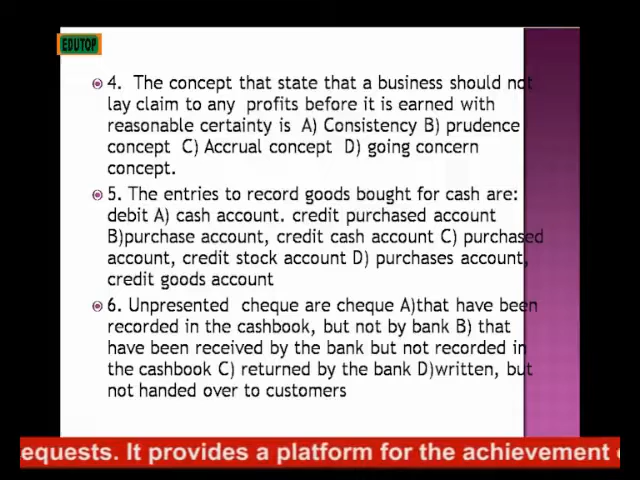 EDUTOP
4. The concept that state that a business should not
lay claim to any profits before it is earned with
reasonable certainty is A) Consistency B) prudence
concept C) Accrual concept D) going concern
concept.
5. The entries to record goods bought for cash are:
debit A) cash account. credit purchased account
B)purchase account, credit cash account C) purchased
account, credit stock account D) purchases account,
credit goods account
6. Unpresented cheque are cheque A)that have been
recorded in the cashbook, but not by bank B) that
have been received by the bank but not recorded in
the cashbook C) returned by the bank D)written, but
not handed over to customers
equests. It provides a platform for the achievement